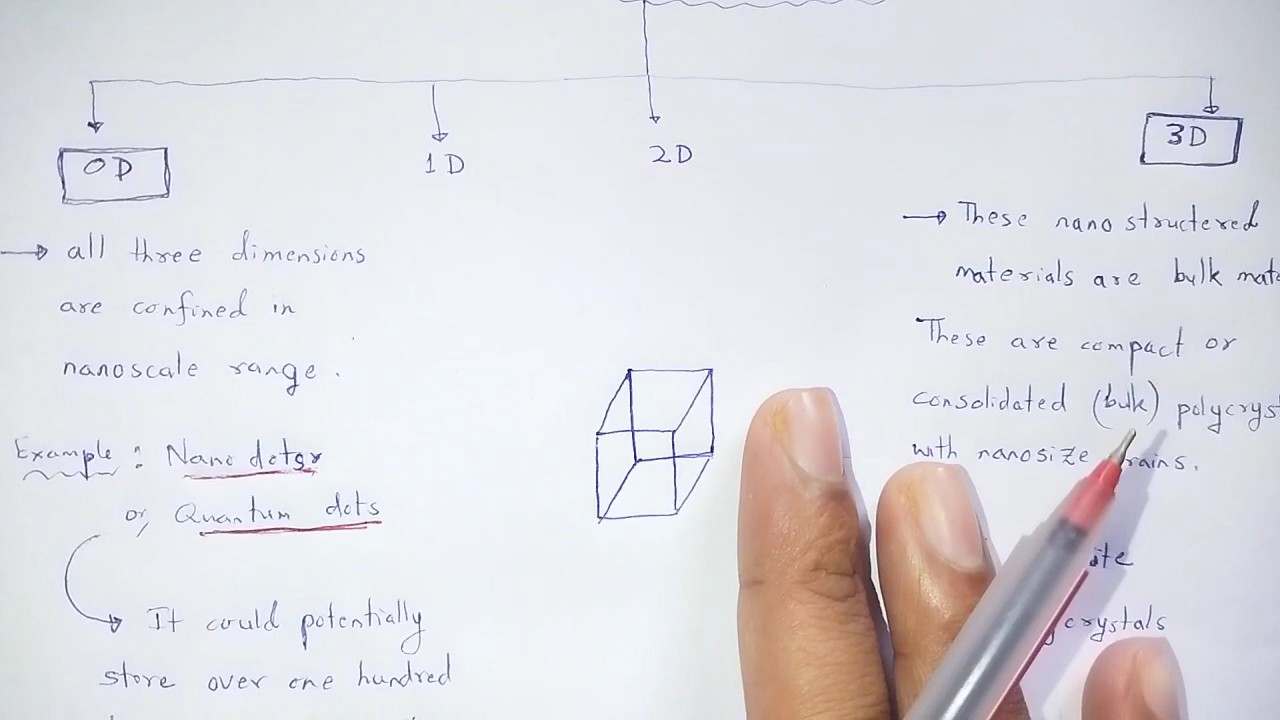 0D
1D
2D
3D
→ all three dimensions
are confined in
nanoscale range.
Example : Nano dots
or, Quantum dots
It could potentially
store over one hundred
→ These nano structered
materials are bulk
These are compact or
consolidated (bulk)
with nanosize
crystals